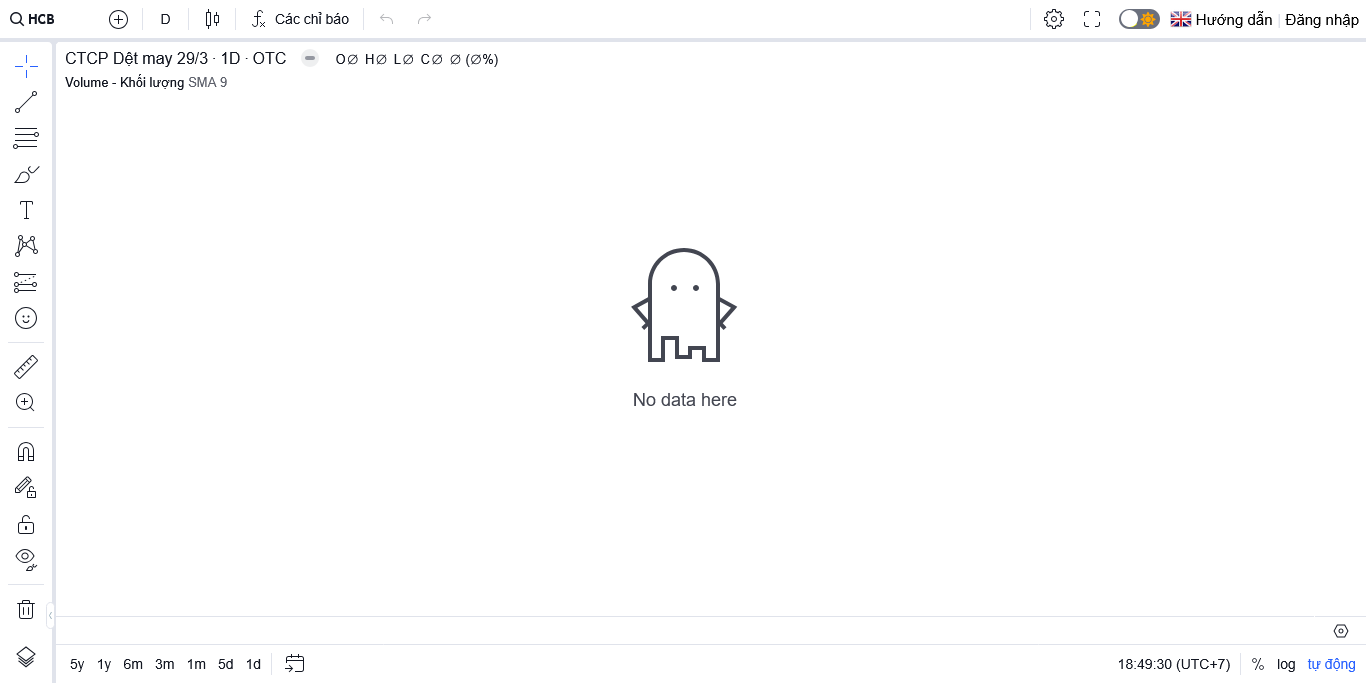 HCB D Các chỉ báo Hướng dẫn Đăng nhập
CTCP Dệt may 29/3 · 1D · OTC O∅ H∅ L∅ C∅ ∅ (∅%)
Volume - Khối lượng SMA 9
No data here
5y 1y 6m 3m 1m 5d 1d 18:49:30 (UTC+7) % log tự động